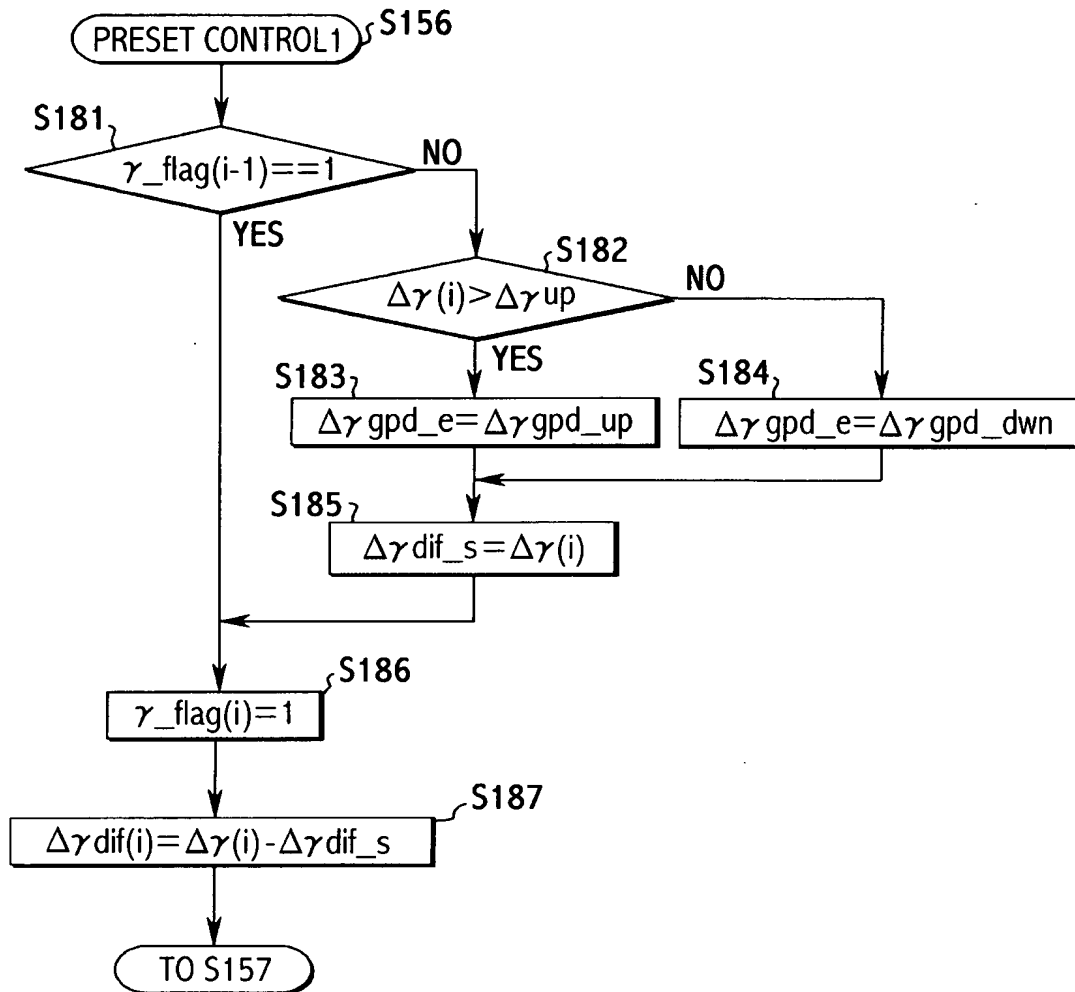 PRESET CONTROL1
S156
S181
γ_flag(i-1)==1
NO
YES
S182
Δγ(i)>Δγup
NO
YES
S183
Δγgpd_e=Δγgpd_up
S184
Δγgpd_e=Δγgpd_dwn
S185
Δγdif_s=Δγ(i)
S186
γ_flag(i)=1
S187
Δγdif(i)=Δγ(i)-Δγdif_s
TO S157